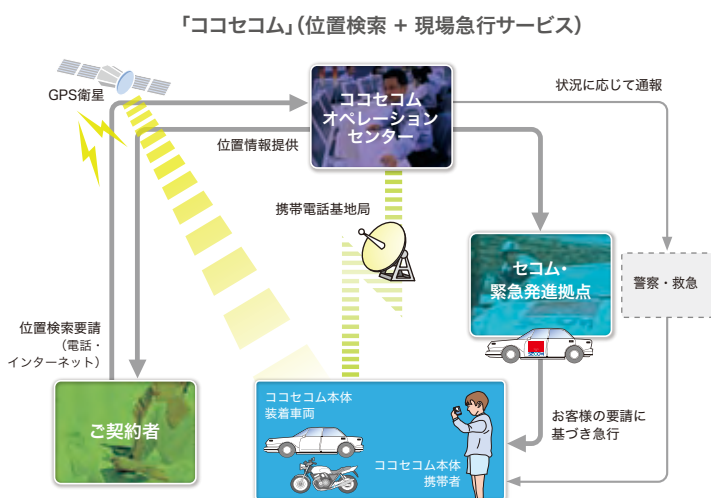 「ココセコム」（位置検索 + 現場急行サービス）
GPS衛星
ココセコム
オペレーション
センター
状況に応じて通報
位置情報提供
携帯電話基地局
セコム・
緊急発進拠点
警察・救急
SECOM
位置検索要請
（電話・
インターネット）
ご契約者
ココセコム本体
装着車両
ココセコム本体
携帯者
お客様の要請に
基づき急行